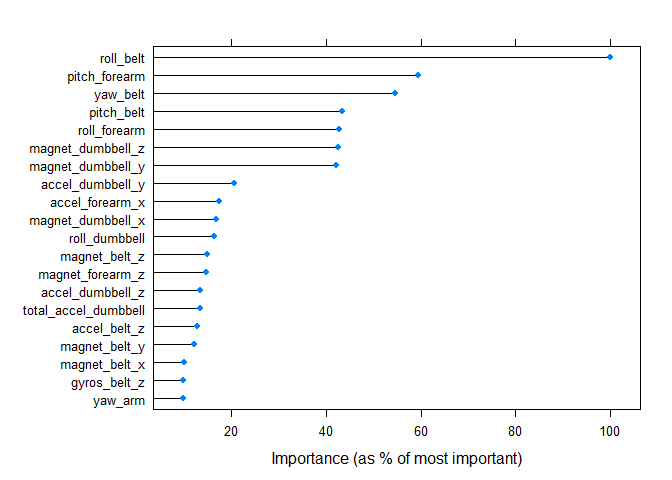 roll_belt
pitch_forearm
yaw_belt
pitch_belt
roll_forearm
magnet_dumbbell_z
magnet_dumbbell_y
accel_dumbbell_y
accel_forearm_x
magnet_dumbbell_x
roll_dumbbell
magnet_belt_z
magnet_forearm_z
accel_dumbbell_z
total_accel_dumbbell
accel_belt_z
magnet_belt_y
magnet_belt_x
gyros_belt_z
yaw_arm
20 40 60 80 100
Importance (as % of most important)